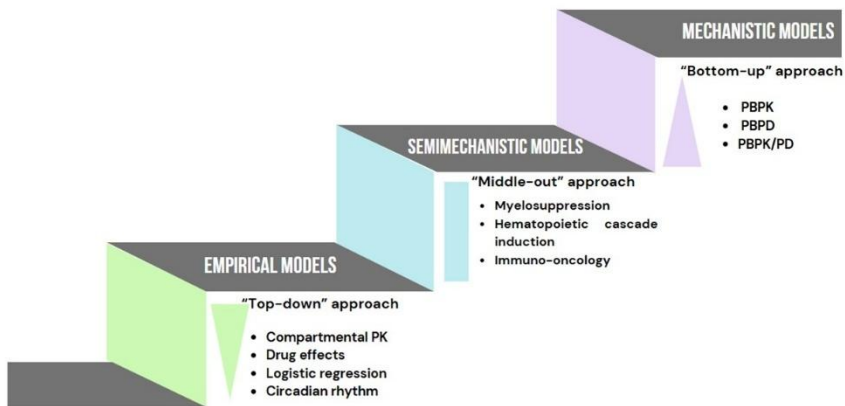 MECHANISTIC MODELS
“Bottom-up” approach
• PBPK
• PBPD
• PBPK/PD
SEMIMECHANISTIC MODELS
“Middle-out” approach
• Myelosuppression
• Hematopoietic cascade
induction
• Immuno-oncology
EMPIRICAL MODELS
“Top-down” approach
• Compartmental PK
• Drug effects
• Logistic regression
• Circadian rhythm